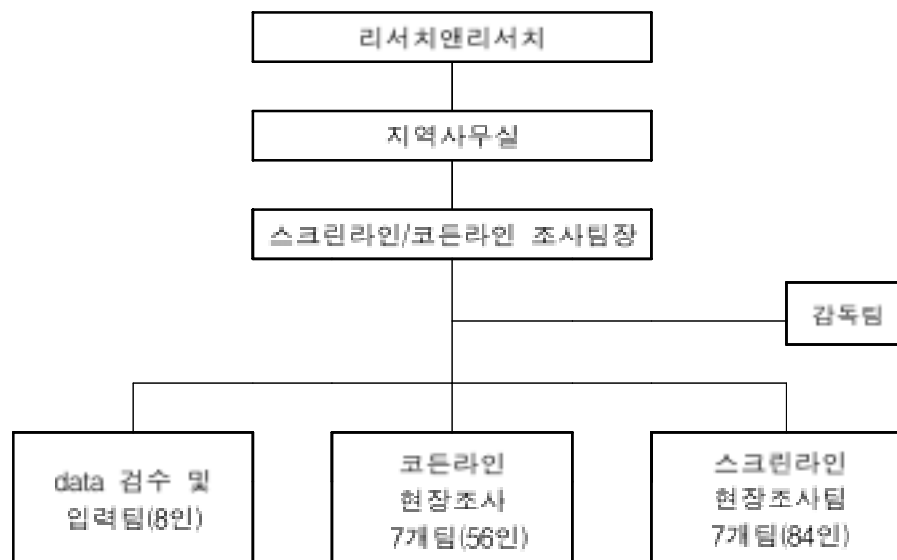 리서치앤리서치
지역사무실
스크린라인/코든라인 조사팀장
감독팀
data 검수 및
입력팀(8인)
코든라인
현장조사
7개팀(56인)
스크린라인
현장조사팀
7개팀(84인)